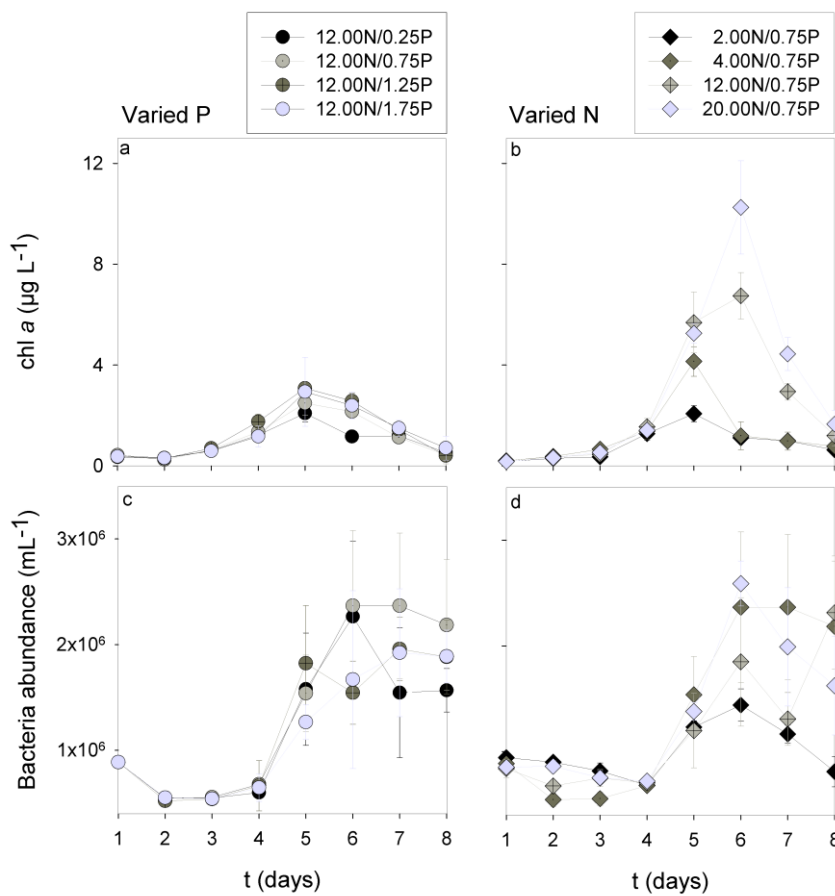 12.00N/0.25P
12.00N/0.75P
12.00N/1.25P
12.00N/1.75P
2.00N/0.75P
4.00N/0.75P
12.00N/0.75P
20.00N/0.75P
Varied P
Varied N
a
b
12
8
4
0
chl a (µg L⁻¹)
c
d
3x10⁶
2x10⁶
1x10⁶
Bacteria abundance (mL⁻¹)
1 2 3 4 5 6 7 8
1 2 3 4 5 6 7 8
t (days)
t (days)